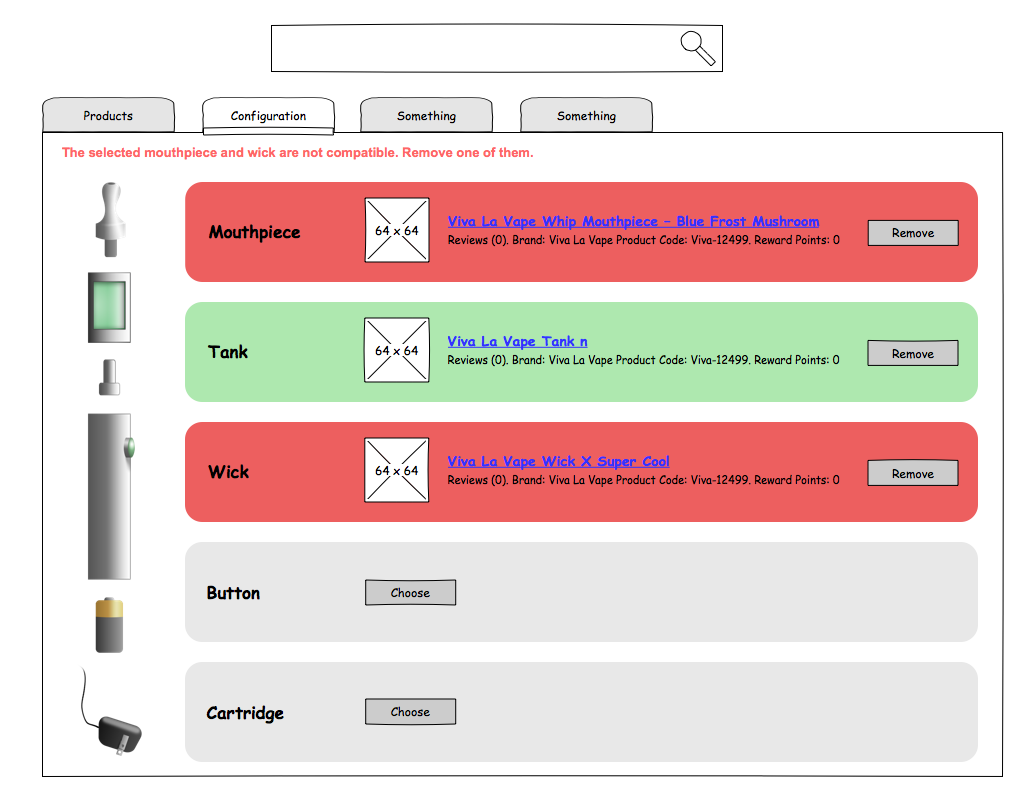 Products
Configuration
Something
Something
The selected mouthpiece and wick are not compatible. Remove one of them.
Mouthpiece
64 x 64
Viva La Vape Whip Mouthpiece - Blue Frost Mushroom
Reviews (0). Brand: Viva La Vape Product Code: Viva-12499. Reward Points: 0
Remove
Tank
64 x 64
Viva La Vape Tank n
Reviews (0). Brand: Viva La Vape Product Code: Viva-12499. Reward Points: 0
Remove
Wick
64 x 64
Viva La Vape Wick X Super Cool
Reviews (0). Brand: Viva La Vape Product Code: Viva-12499. Reward Points: 0
Remove
Button
Choose
Cartridge
Choose